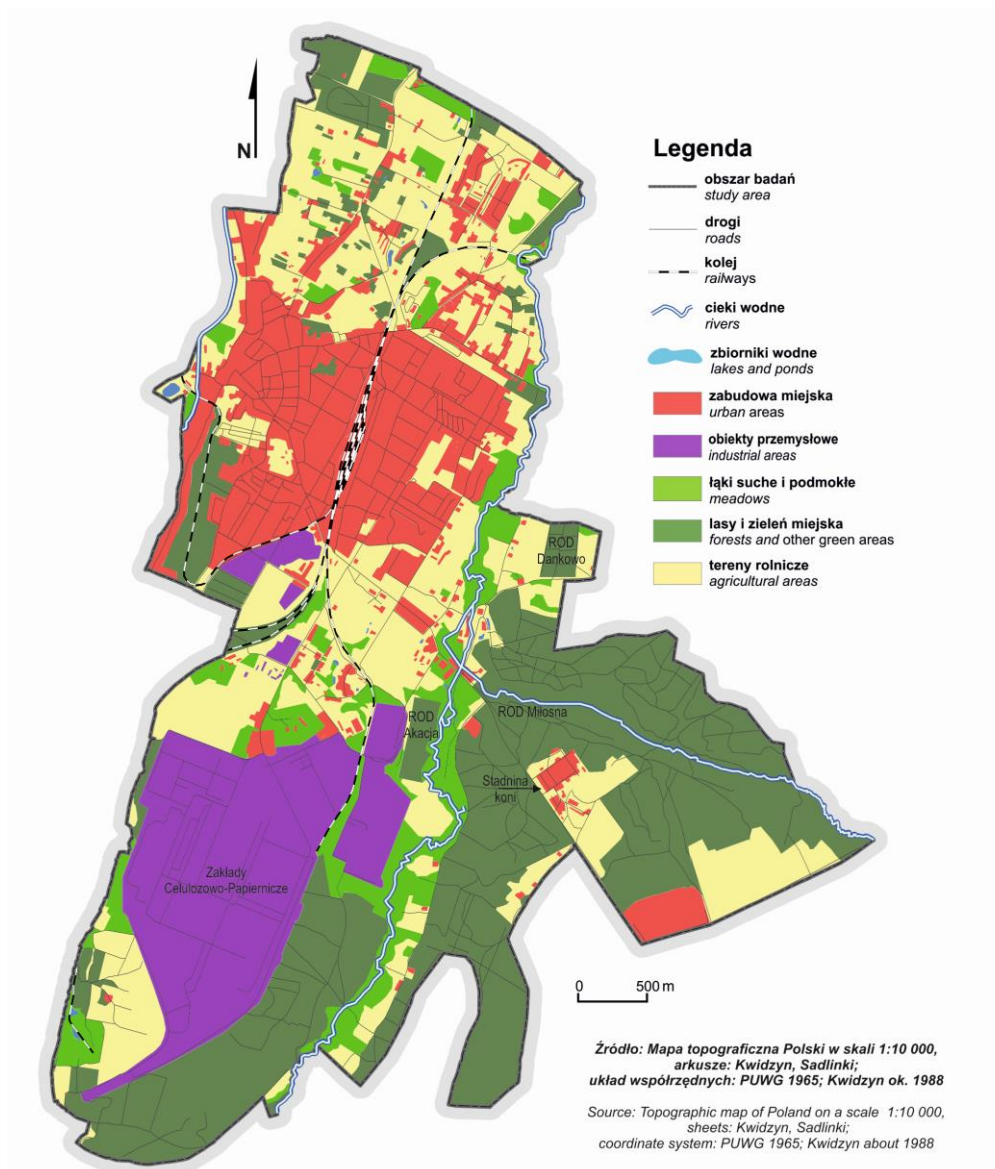 N
Legenda
obszar badań
study area
drogi
roads
kolej
railways
cieki wodne
rivers
zbiorniki wodne
lakes and ponds
zabudowa miejska
urban areas
obiekty przemysłowe
industrial areas
łąki suche i podmokłe
meadows
lasy i zieleń miejska
forests and other green areas
tereny rolnicze
agricultural areas
ROD
Dankowo
ROD Miłosna
ROD
Akacja
Stadnina
koni
Zakłady
Celulozowo-Papiernicze
0 500 m
Źródło: Mapa topograficzna Polski w skali 1:10 000,
arkusze: Kwidzyn, Sadlinki;
układ współrzędnych: PUWG 1965; Kwidzyn ok. 1988
Source: Topographic map of Poland on a scale 1:10 000,
sheets: Kwidzyn, Sadlinki;
coordinate system: PUWG 1965; Kwidzyn about 1988